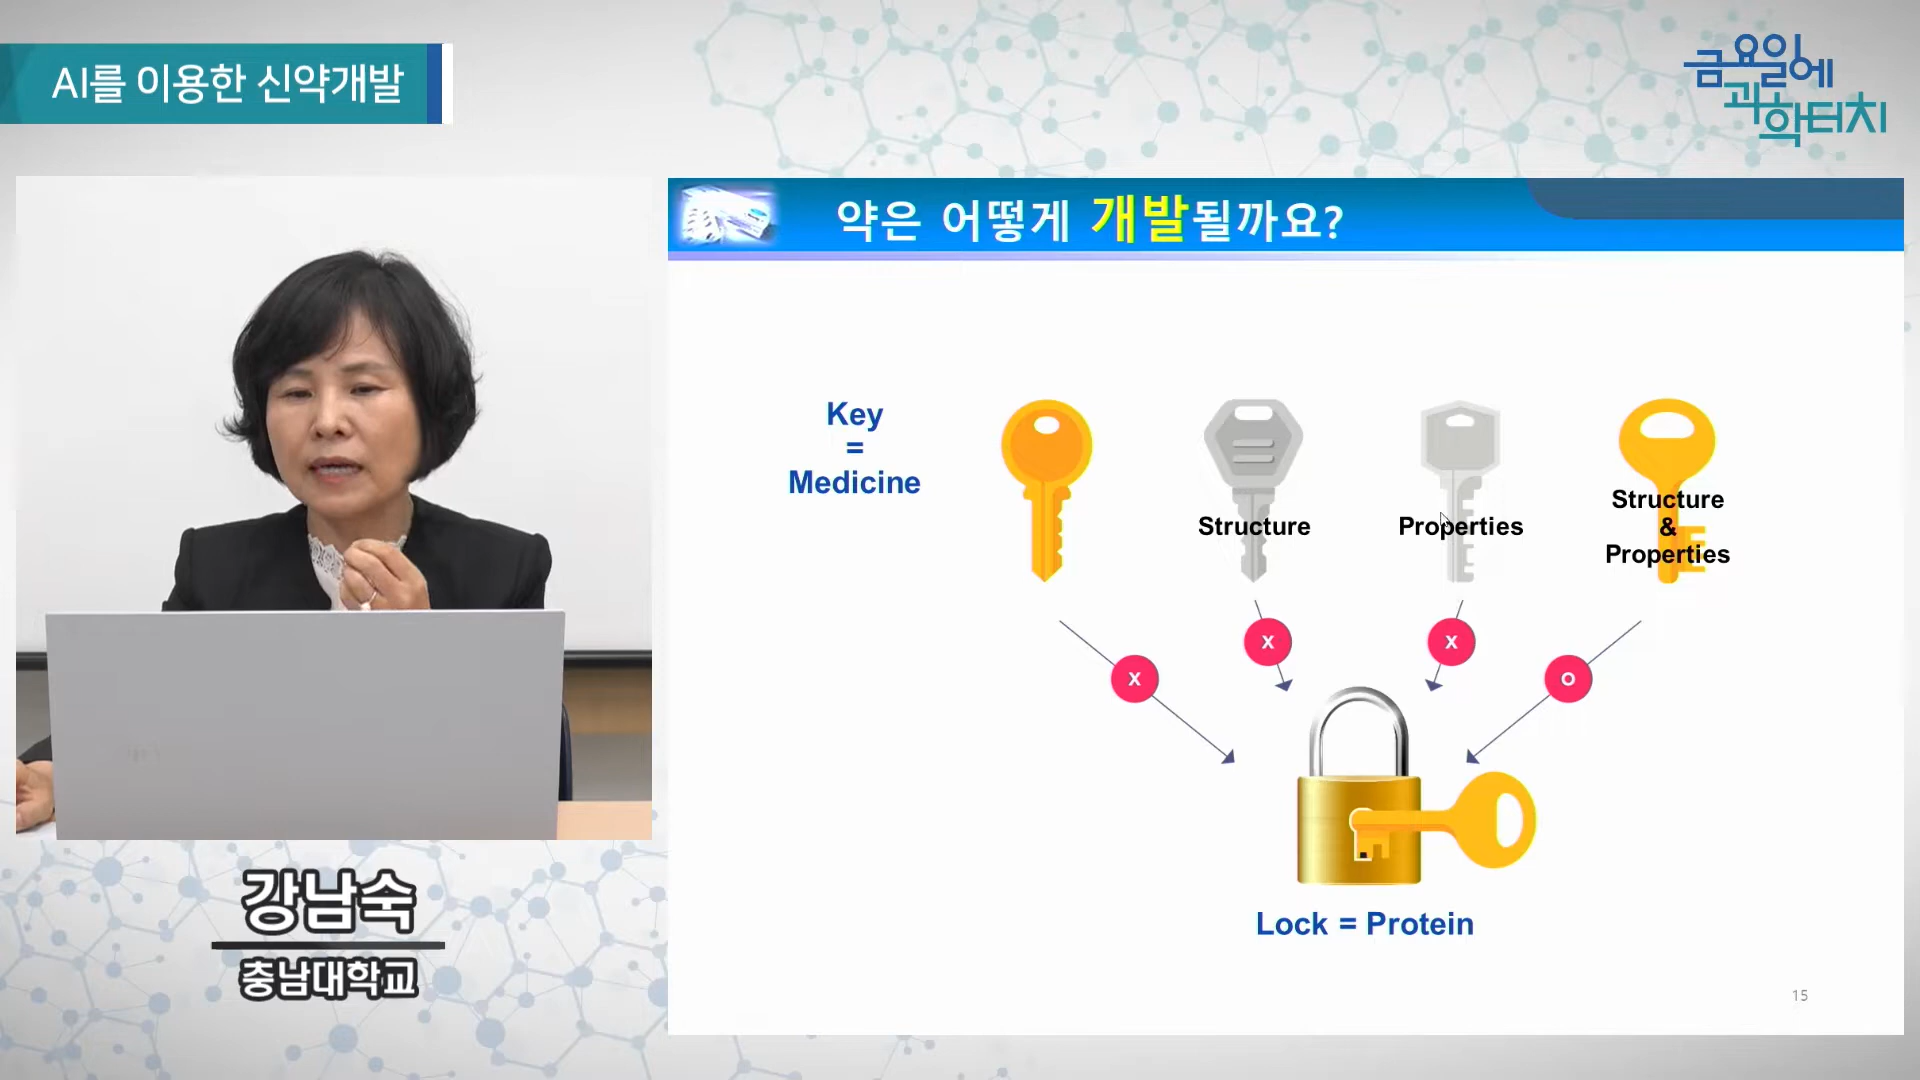 AI를 이용한 신약개발
금요일에
과학터치
약은 어떻게 개발될까요?
Key
=
Medicine
Structure
Properties
Structure
&
Properties
X
X
X
O
Lock = Protein
15
강남숙
충남대학교